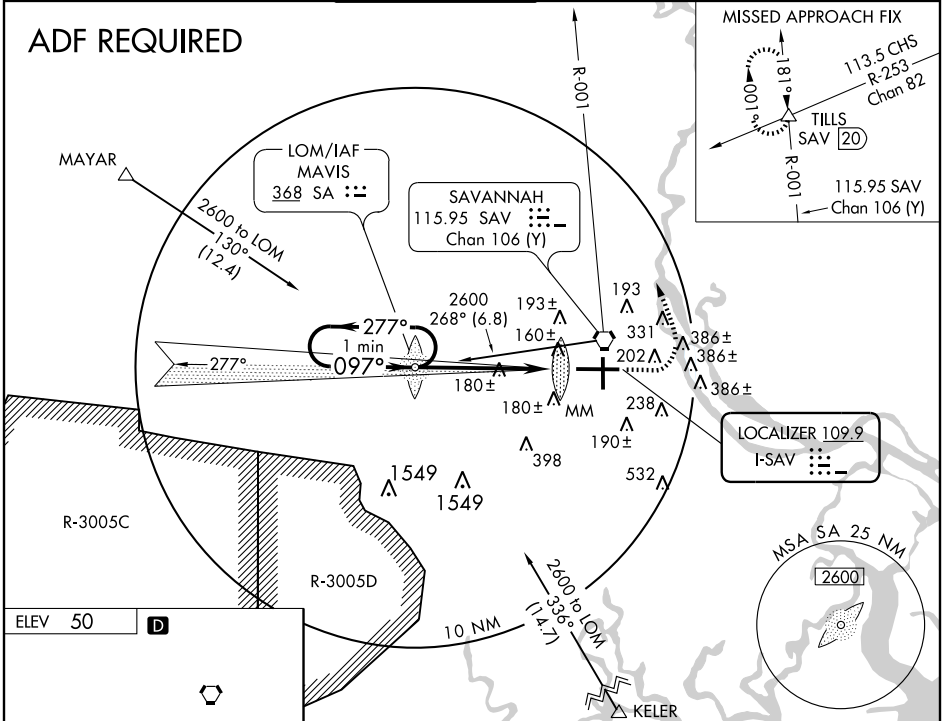 ADF REQUIRED
MISSED APPROACH FIX
113.5 CHS
R-253
Chan 82
181°
001°
TILLS
SAV 20
R-001
115.95 SAV
Chan 106 (Y)
R-001
MAYAR
2600 to LOM
130°
(12.4)
LOM/IAF
MAVIS
368 SA
SAVANNAH
115.95 SAV
Chan 106 (Y)
2600
268° (6.8)
277°
1 min
097°
277°
193±
160±
193
331
202
386±
386±
386±
180±
180±
MM
238
190±
398
532
1549
1549
LOCALIZER 109.9
I-SAV
R-3005C
R-3005D
10 NM
2600 to LOM
336°
(14.7)
KELER
MSA SA 25 NM
2600
ELEV 50
D